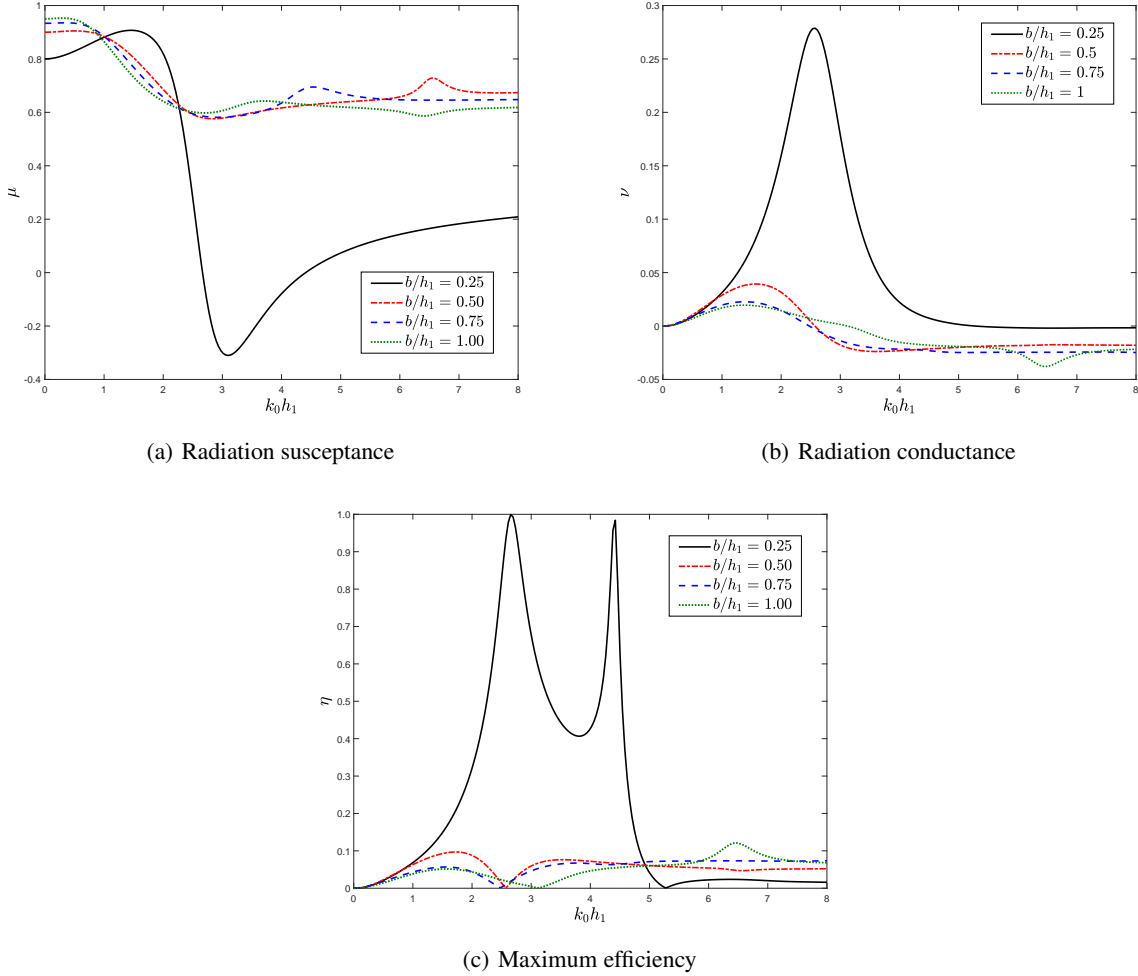 1
0.8
0.6
0.4
0.2
0
-0.2
-0.4
μ
0 1 2 3 4 5 6 7 8
k₀h₁
b/h₁ = 0.25
b/h₁ = 0.50
b/h₁ = 0.75
b/h₁ = 1.00
(a) Radiation susceptance
0.3
0.25
0.2
0.15
0.1
0.05
0
-0.05
ν
0 1 2 3 4 5 6 7 8
k₀h₁
b/h₁ = 0.25
b/h₁ = 0.5
b/h₁ = 0.75
b/h₁ = 1
(b) Radiation conductance
1.0
0.9
0.8
0.7
0.6
0.5
0.4
0.3
0.2
0.1
0
η
0 1 2 3 4 5 6 7 8
k₀h₁
b/h₁ = 0.25
b/h₁ = 0.50
b/h₁ = 0.75
b/h₁ = 1.00
(c) Maximum efficiency